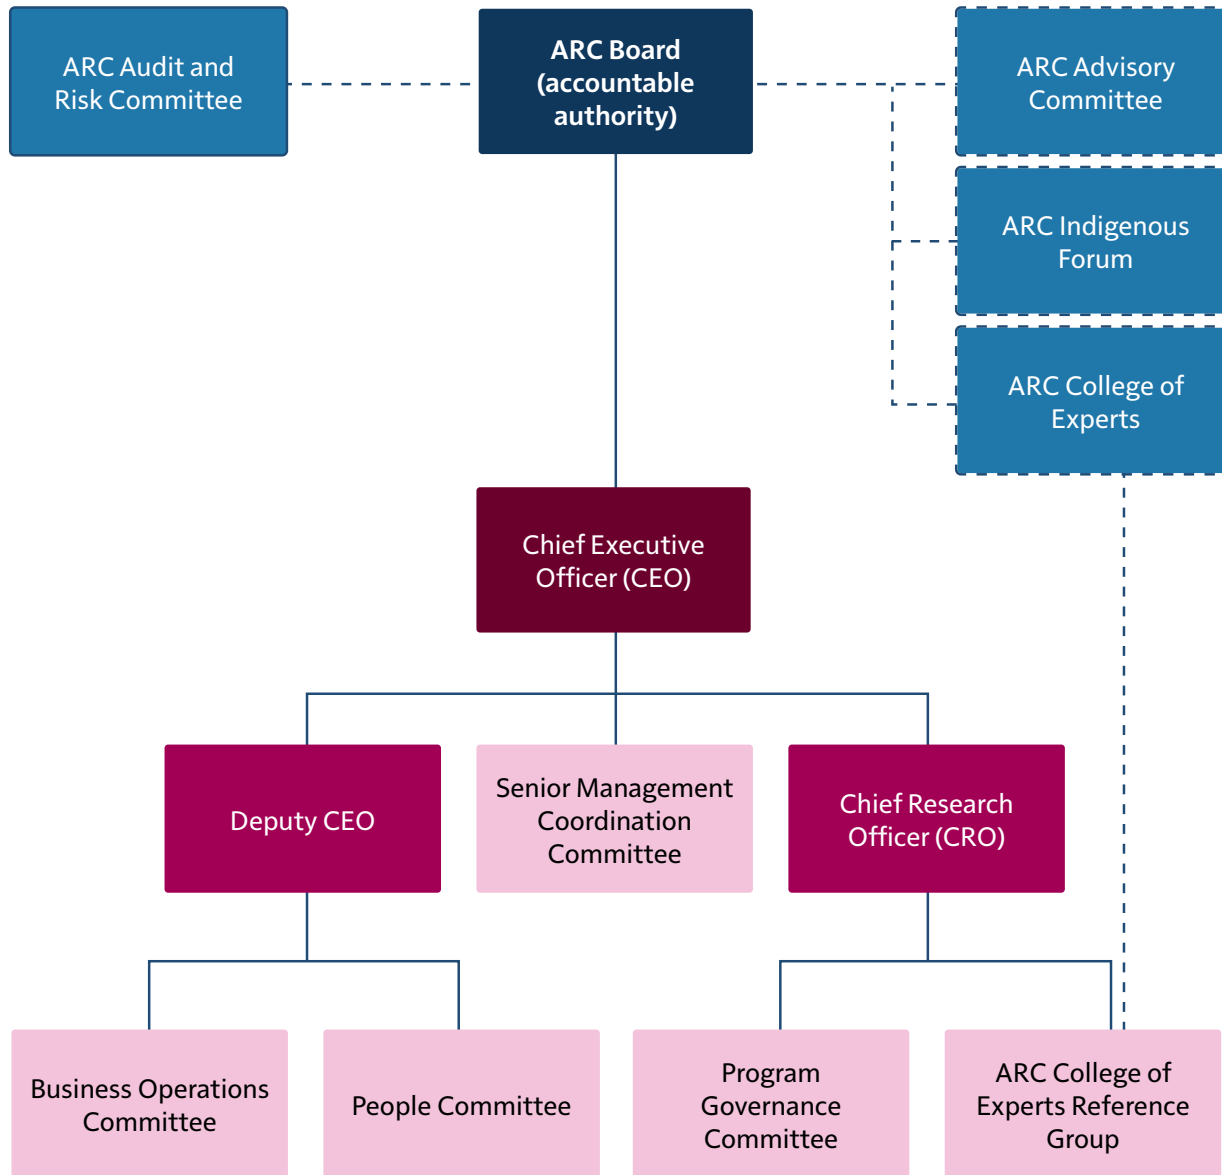 ARC Audit and
Risk Committee
ARC Board
(accountable
authority)
ARC Advisory
Committee
ARC Indigenous
Forum
ARC College of
Experts
Chief Executive
Officer (CEO)
Deputy CEO
Senior Management
Coordination
Committee
Chief Research
Officer (CRO)
Business Operations
Committee
People Committee
Program
Governance
Committee
ARC College of
Experts Reference
Group